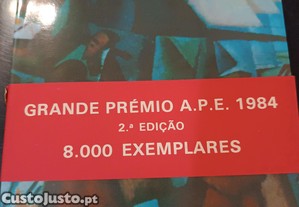 GRANDE PRÉMIO A.P.E. 1984
2.ª EDIÇÃO
8.000 EXEMPLARES
CustoJusto.pt